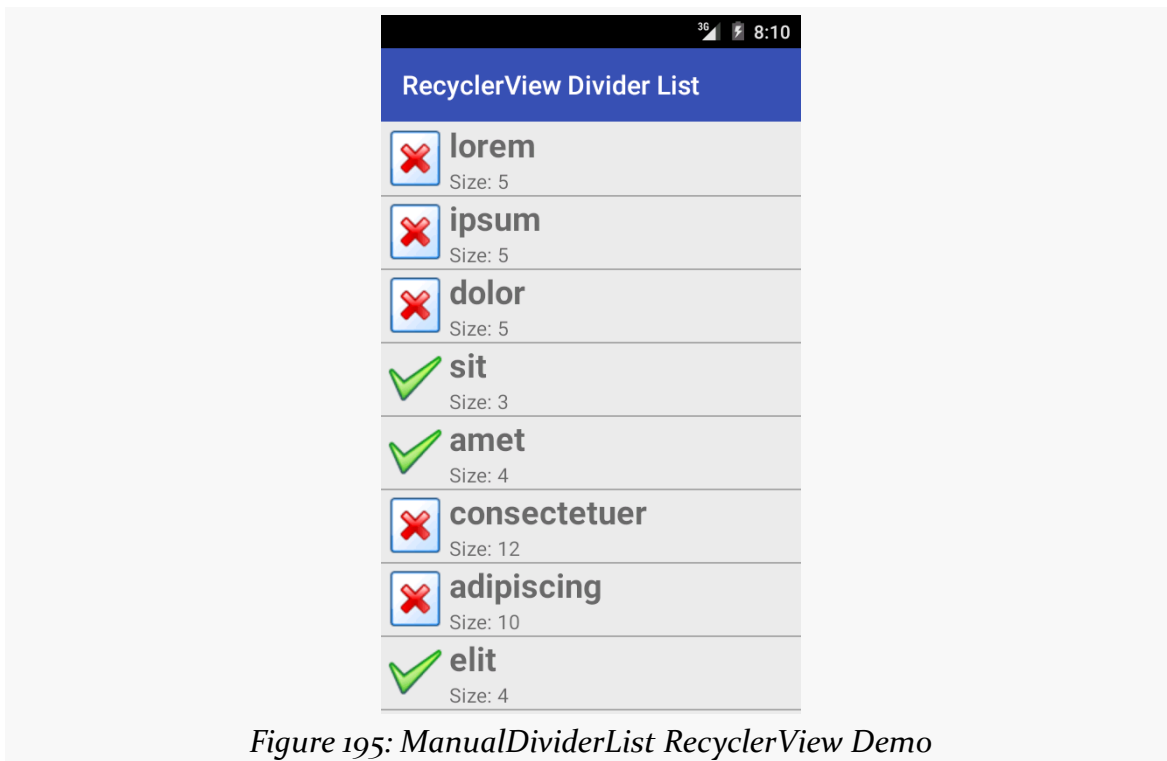 3G 8:10
RecyclerView Divider List
lorem
Size: 5
ipsum
Size: 5
dolor
Size: 5
sit
Size: 3
amet
Size: 4
consectetuer
Size: 12
adipiscing
Size: 10
elit
Size: 4
Figure 195: ManualDividerList RecyclerView Demo